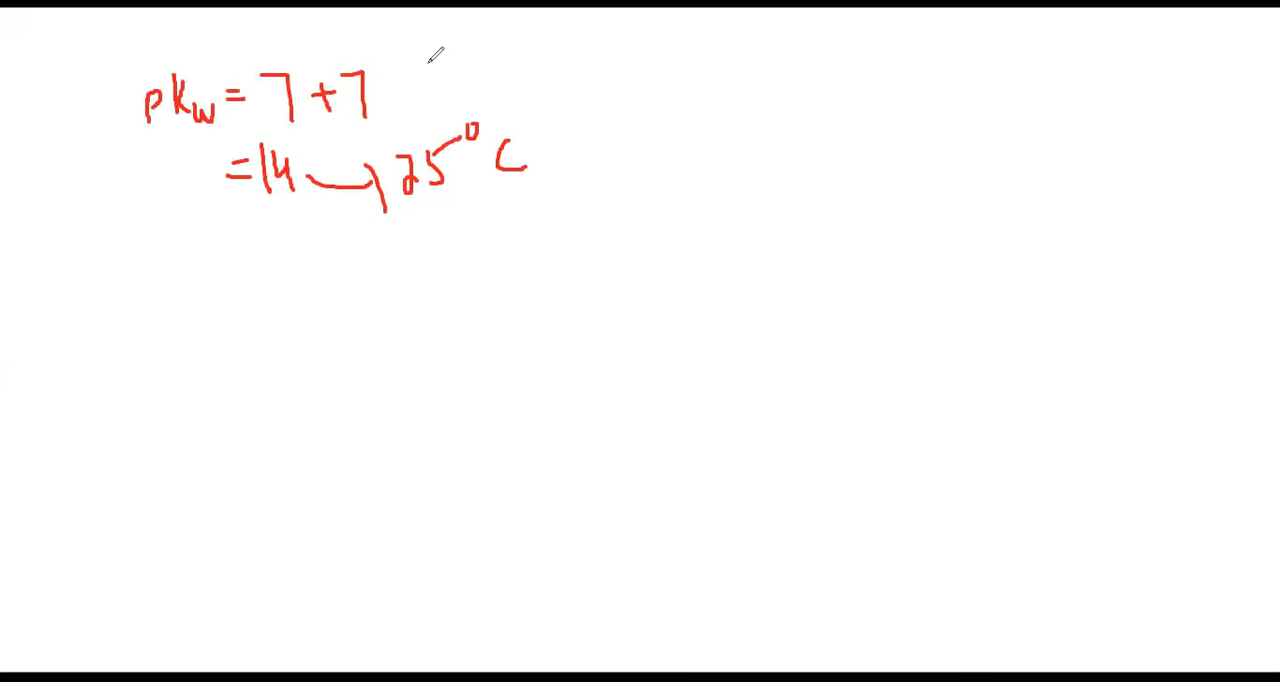 pKw = 7 + 7
= 14 → 25°C